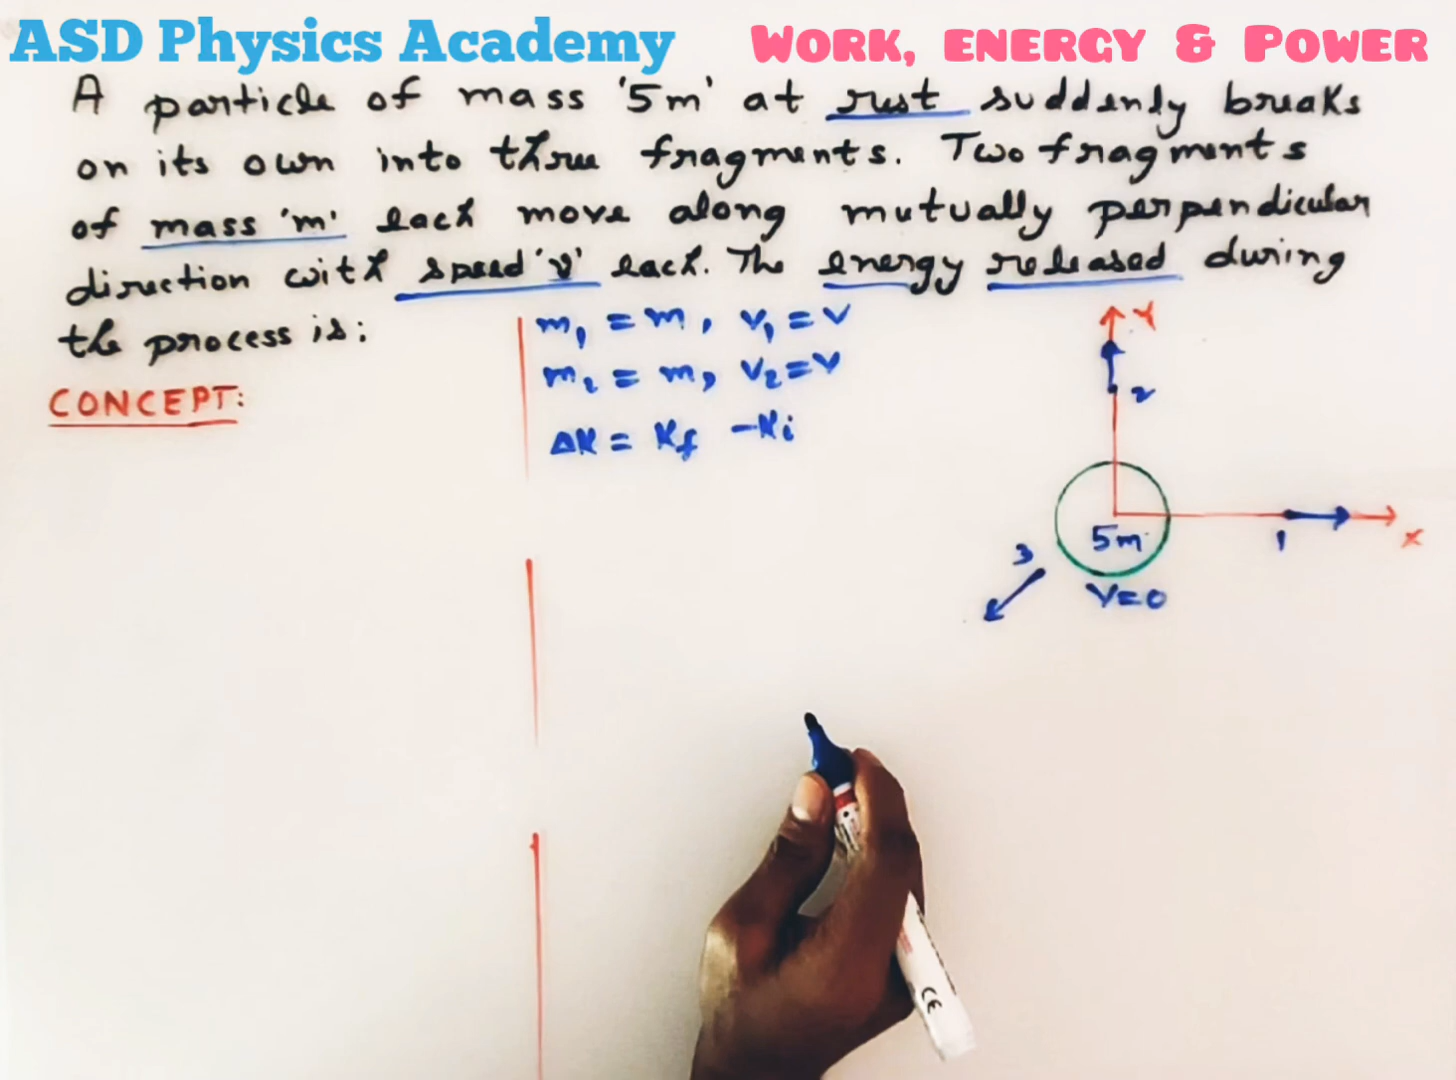 ASD Physics Academy WORK, ENERGY & POWER
A particle of mass '5m' at rest suddenly breaks
on its own into three fragments. Two fragments
of mass 'm' each move along mutually perpendicular
direction with speed 'v' each. The energy released during
the process is:
CONCEPT:
m₁ = m, v₁ = v
m₂ = m, v₂ = v
ΔK = Kf - Ki
Y
2
5m
1
X
3
V=0
CE